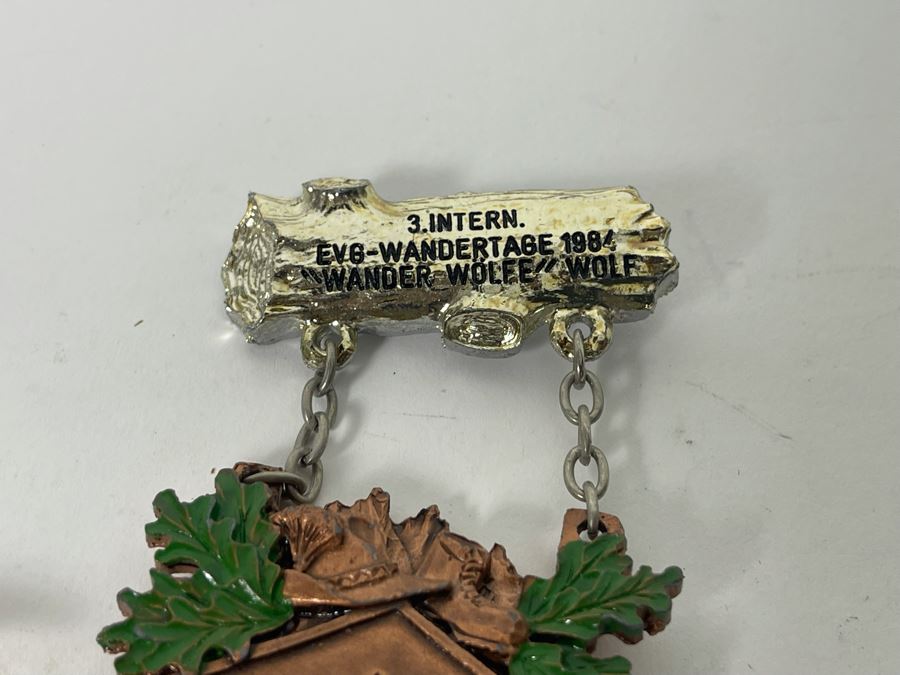 3.INTERN.
EVG-WANDERTAGE 1984
"WANDER WÖLFE" WOLF